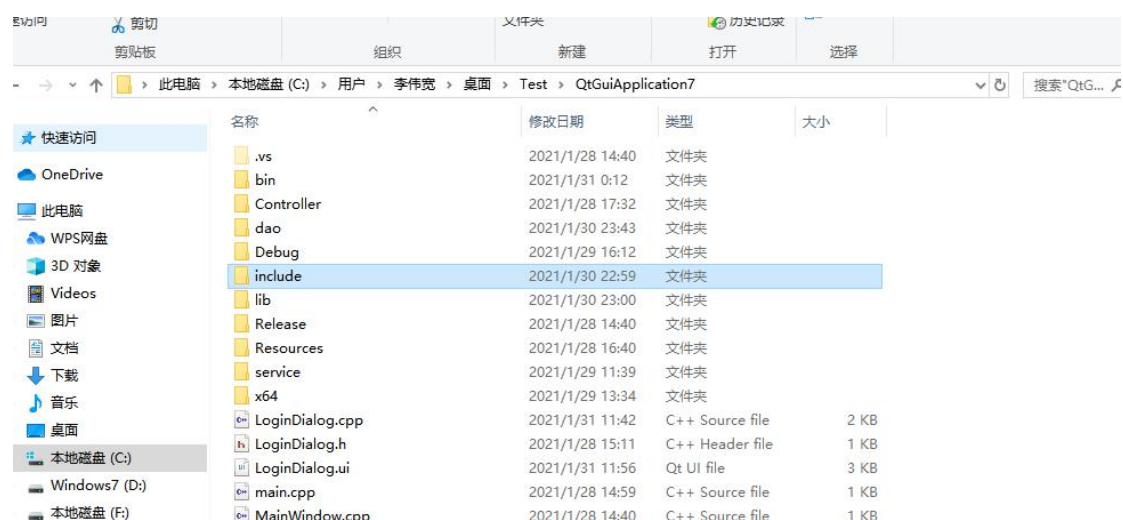 剪切
文件夹
历史记录
剪贴板 组织 新建 打开 选择
此电脑 › 本地磁盘 (C:) › 用户 › 李伟宽 › 桌面 › Test › QtGuiApplication7
搜索"QtG...
名称 修改日期 类型 大小
快速访问
OneDrive
此电脑
WPS网盘
3D 对象
Videos
图片
文档
下载
音乐
桌面
本地磁盘 (C:)
Windows7 (D:)
本地磁盘 (F:)
.vs 2021/1/28 14:40 文件夹
bin 2021/1/31 0:12 文件夹
Controller 2021/1/28 17:32 文件夹
dao 2021/1/30 23:43 文件夹
Debug 2021/1/29 16:12 文件夹
include 2021/1/30 22:59 文件夹
lib 2021/1/30 23:00 文件夹
Release 2021/1/28 14:40 文件夹
Resources 2021/1/28 16:40 文件夹
service 2021/1/29 11:39 文件夹
x64 2021/1/29 13:34 文件夹
LoginDialog.cpp 2021/1/31 11:42 C++ Source file 2 KB
LoginDialog.h 2021/1/28 15:11 C++ Header file 1 KB
LoginDialog.ui 2021/1/31 11:56 Qt UI file 3 KB
main.cpp 2021/1/28 14:59 C++ Source file 1 KB
MainWindow.cpp 2021/1/28 14:40 C++ Source file 1 KB